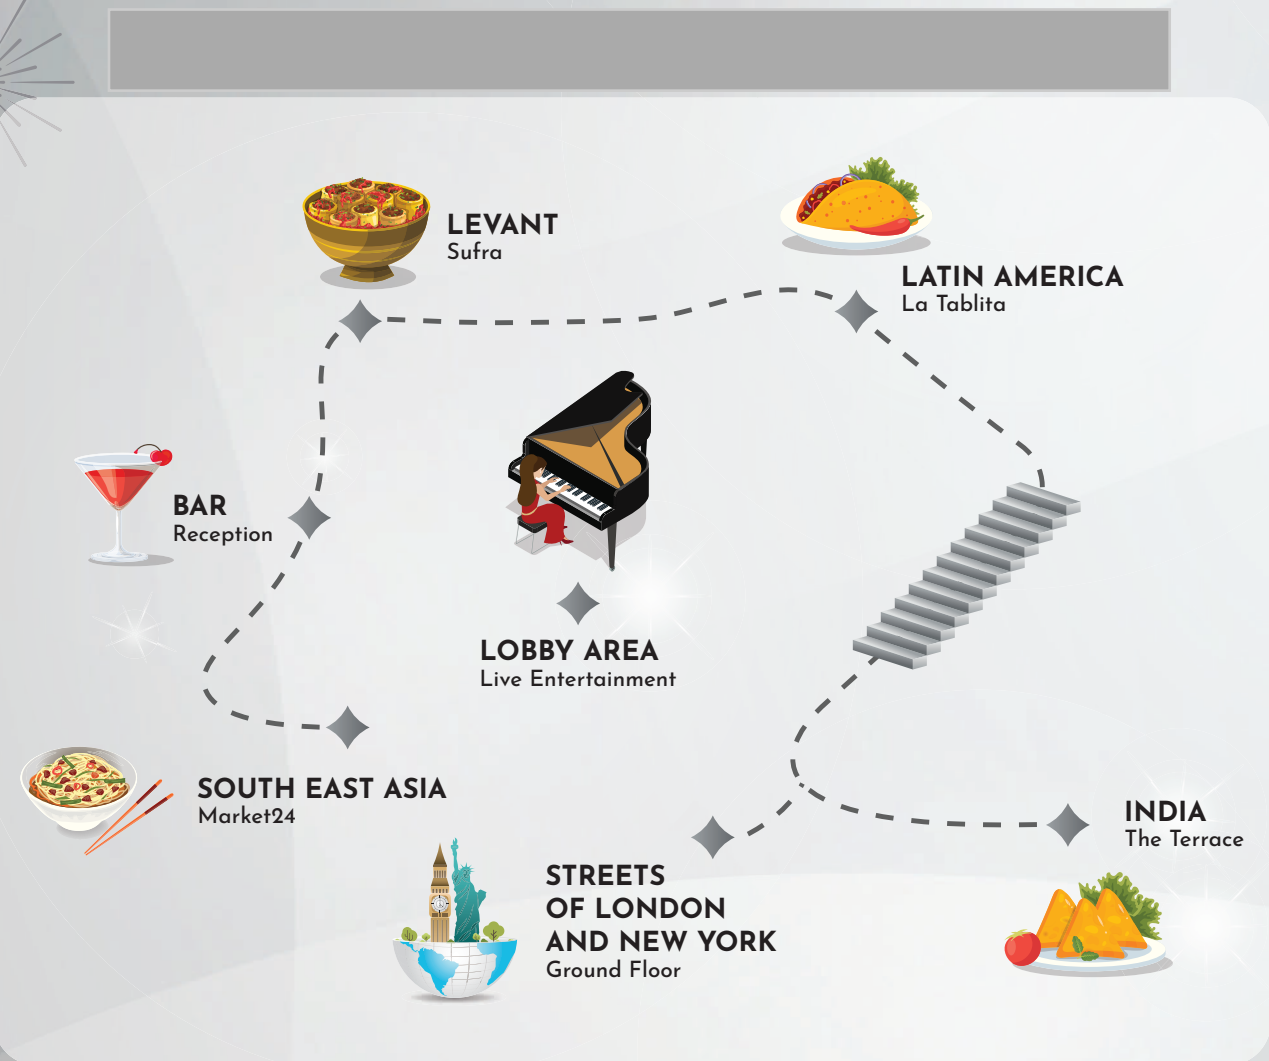 LEVANT
Sufra
LATIN AMERICA
La Tablita
BAR
Reception
LOBBY AREA
Live Entertainment
SOUTH EAST ASIA
Market24
INDIA
The Terrace
STREETS
OF LONDON
AND NEW YORK
Ground Floor